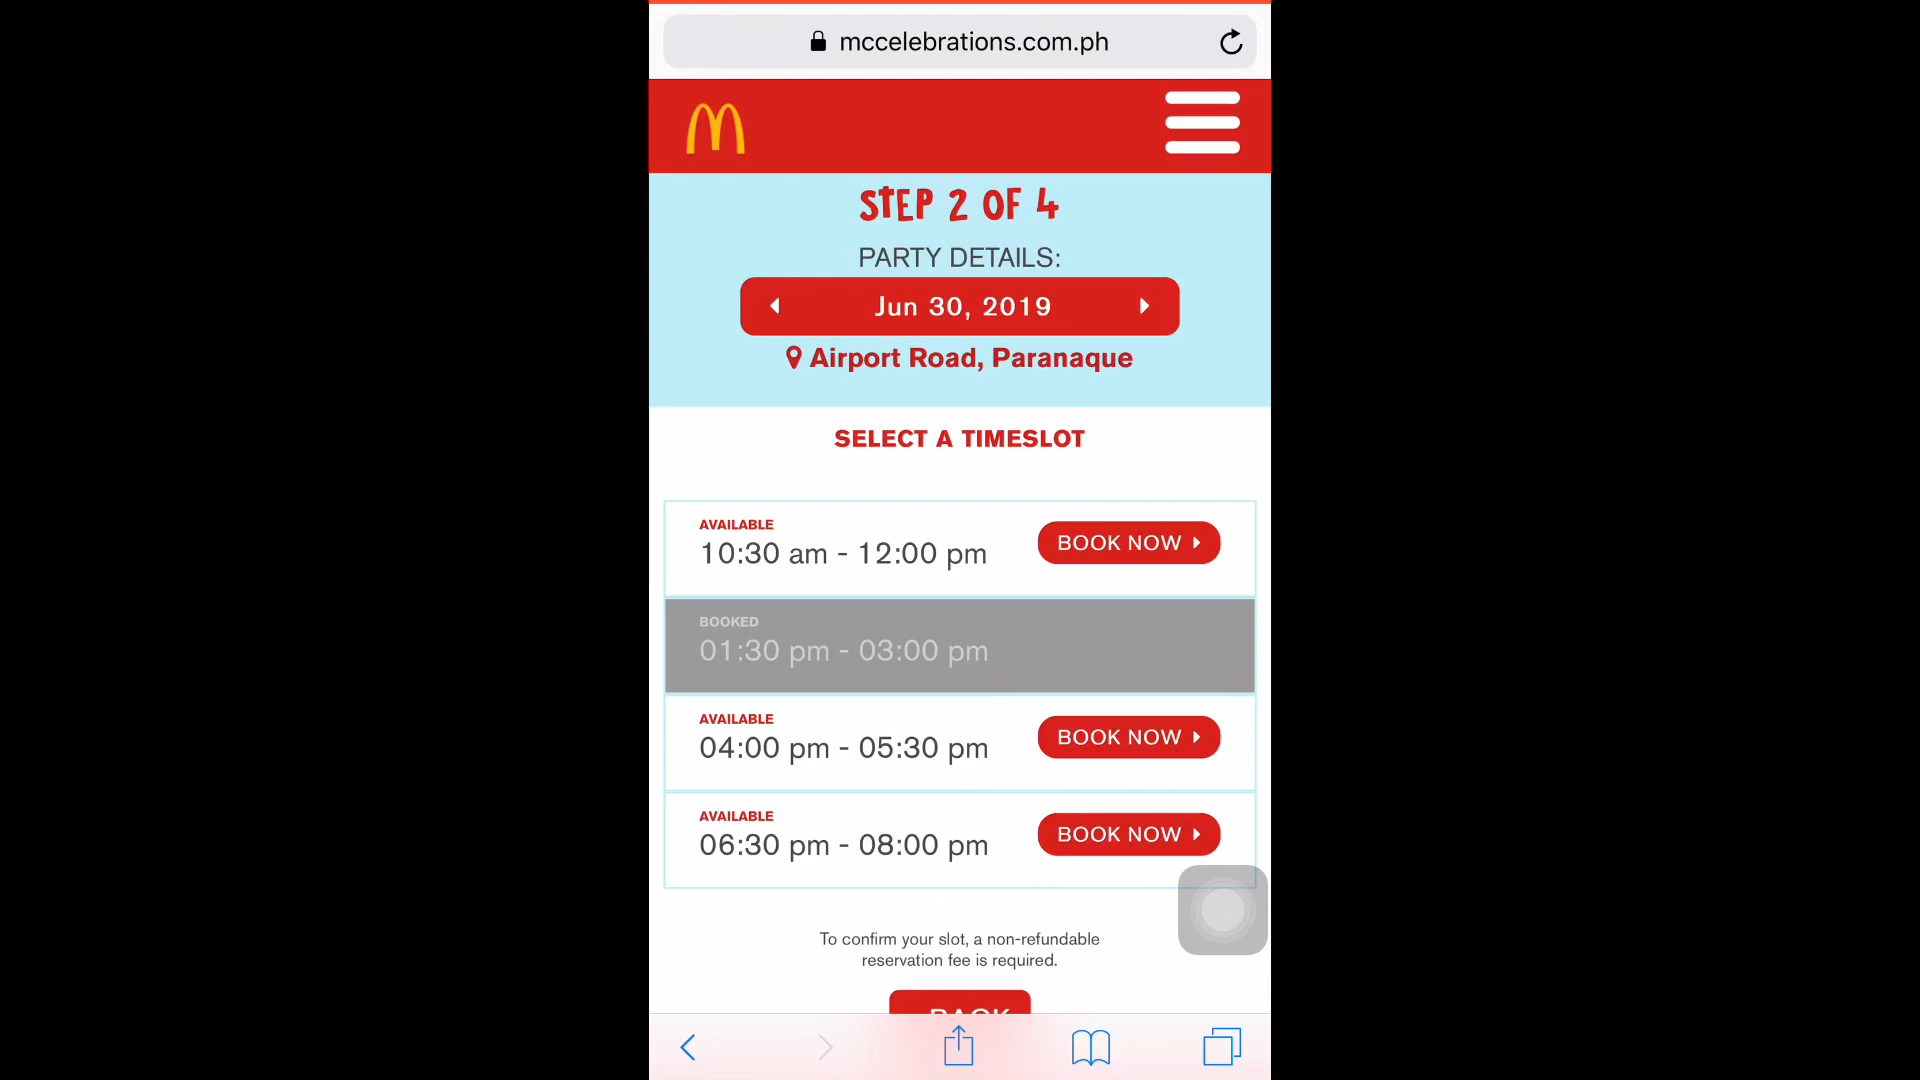 mccelebrations.com.ph
STEP 2 OF 4
PARTY DETAILS:
Jun 30, 2019
Airport Road, Paranaque
SELECT A TIMESLOT
AVAILABLE
10:30 am - 12:00 pm
BOOK NOW
BOOKED
01:30 pm - 03:00 pm
AVAILABLE
04:00 pm - 05:30 pm
BOOK NOW
AVAILABLE
06:30 pm - 08:00 pm
BOOK NOW
To confirm your slot, a non-refundable
reservation fee is required.
BACK